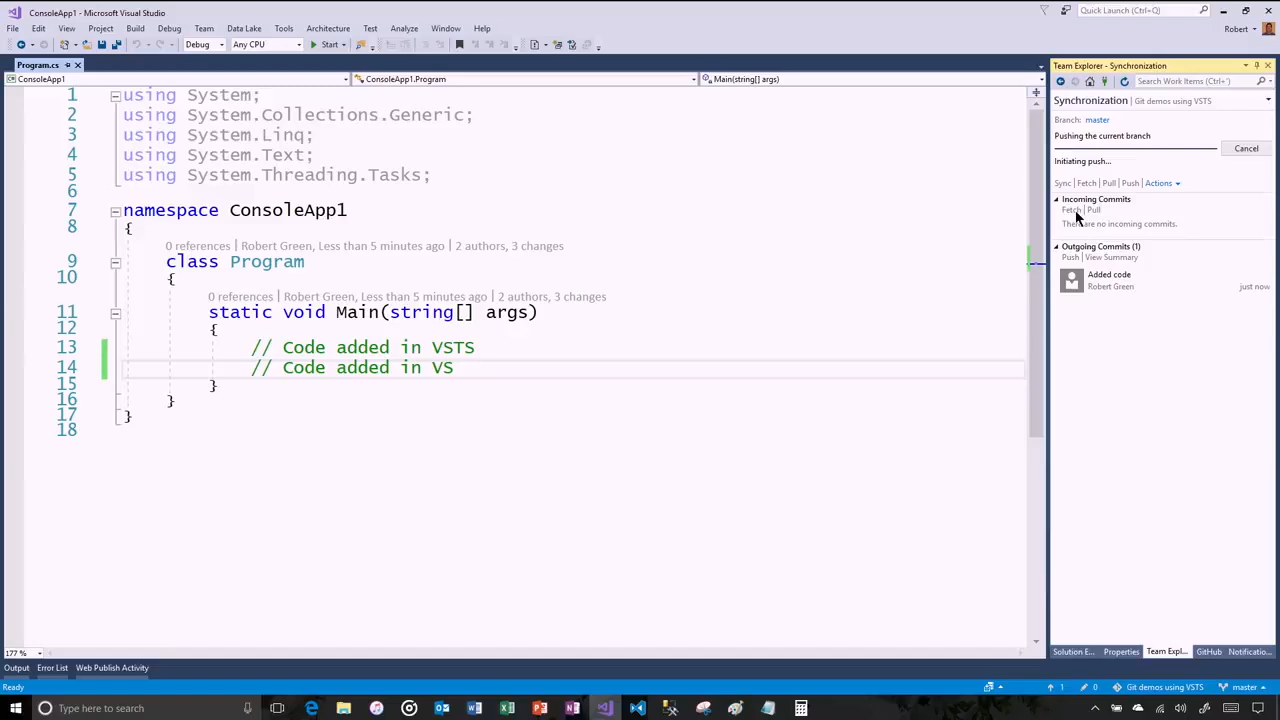 ConsoleApp1 - Microsoft Visual Studio
Quick Launch (Ctrl+Q)
File Edit View Project Build Debug Team Data Lake Tools Architecture Test Analyze Window Help
Robert
Debug Any CPU Start
Program.cs
ConsoleApp1 ConsoleApp1.Program Main(string[] args)
1 using System;
2 using System.Collections.Generic;
3 using System.Linq;
4 using System.Text;
5 using System.Threading.Tasks;
6
7 namespace ConsoleApp1
8 {
0 references | Robert Green, Less than 5 minutes ago | 2 authors, 3 changes
9 class Program
10 {
0 references | Robert Green, Less than 5 minutes ago | 2 authors, 3 changes
11 static void Main(string[] args)
12 {
13 // Code added in VSTS
14 // Code added in VS
15 }
16 }
17 }
18
177 %
Team Explorer - Synchronization
Search Work Items (Ctrl+')
Synchronization | Git demos using VSTS
Branch: master
Pushing the current branch
Cancel
Initiating push...
Sync | Fetch | Pull | Push | Actions
Incoming Commits
Fetch | Pull
There are no incoming commits.
Outgoing Commits (1)
Push | View Summary
Added code
Robert Green just now
Solution E... Properties Team Expl... GitHub Notificatio...
Output Error List Web Publish Activity
Ready 1 0 Git demos using VSTS master
Type here to search